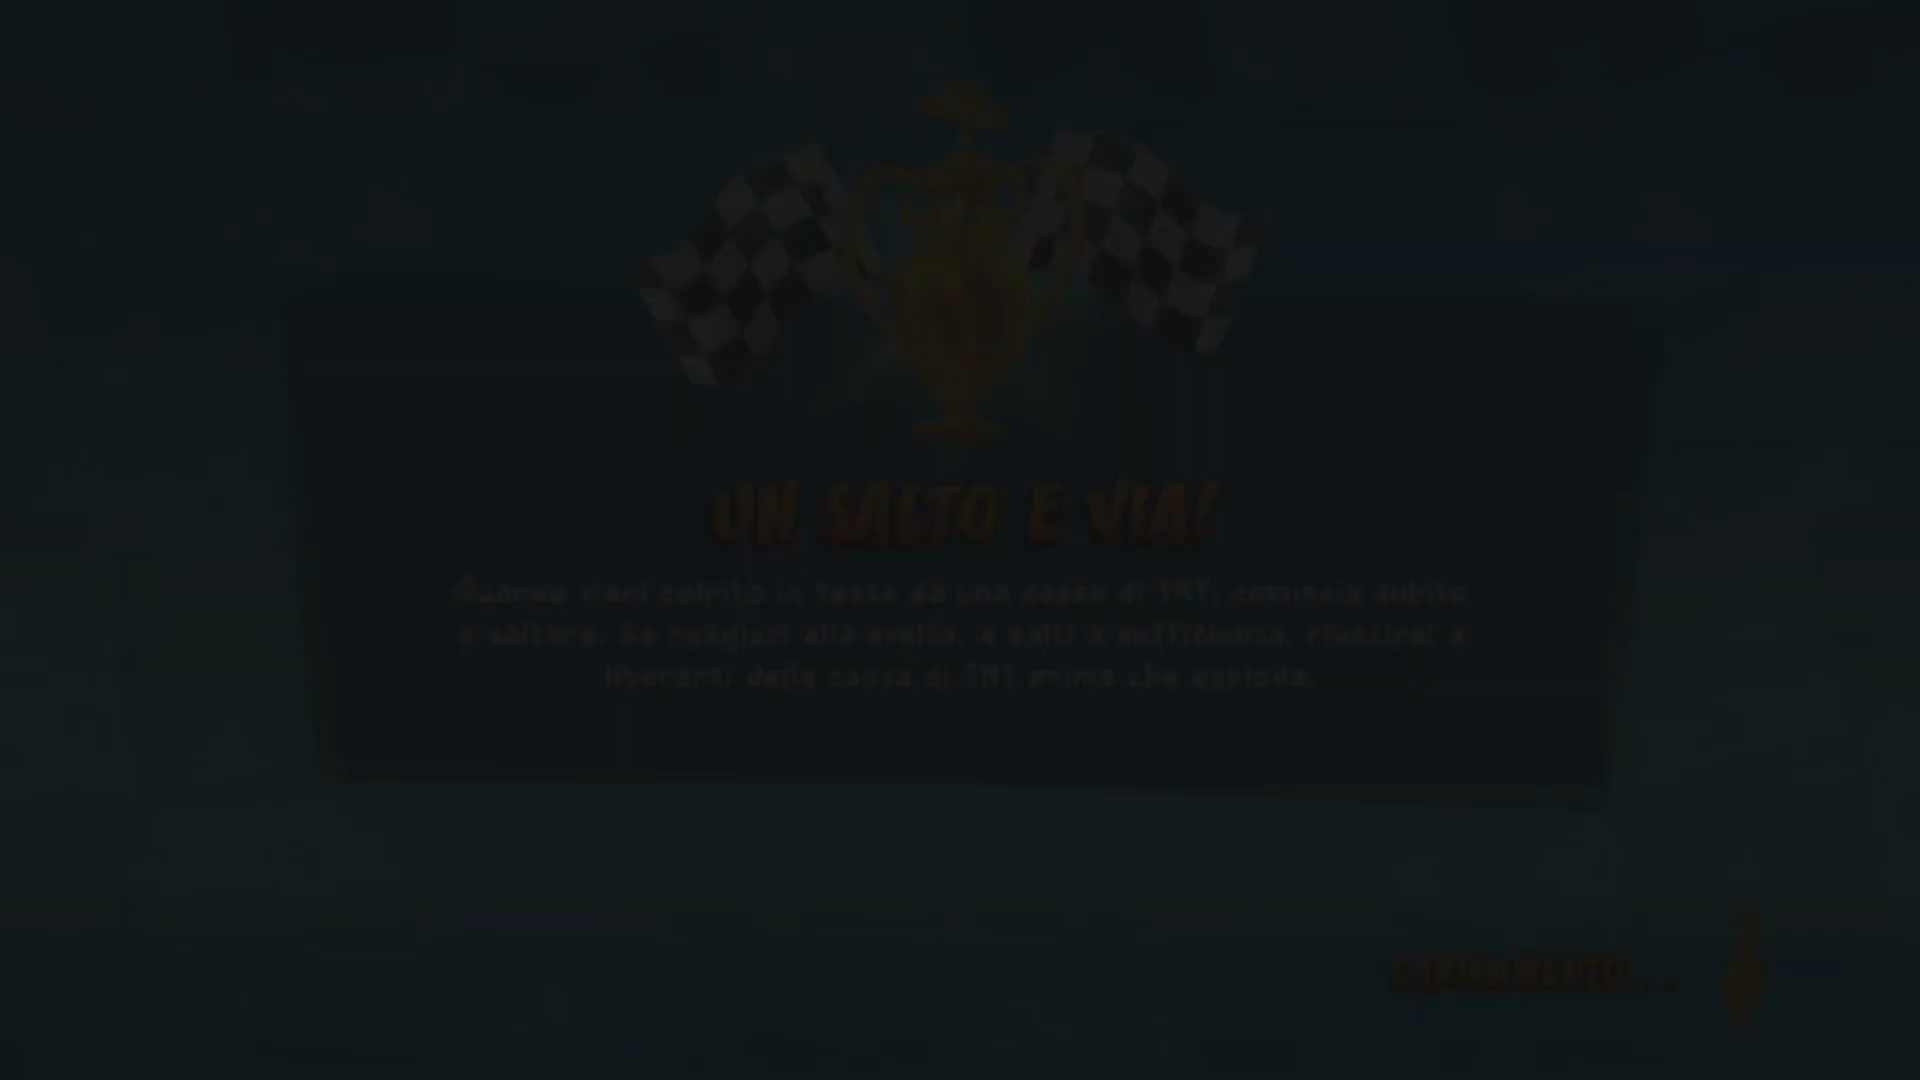 UN SALTO E VIA!
Quando vieni colpito in testa da una cassa di TNT, comincia subito
a saltare. Se reagisci alla svelta, e salti a sufficienza, riuscirai a
liberarti della cassa di TNT prima che esploda.
CARICAMENTO...